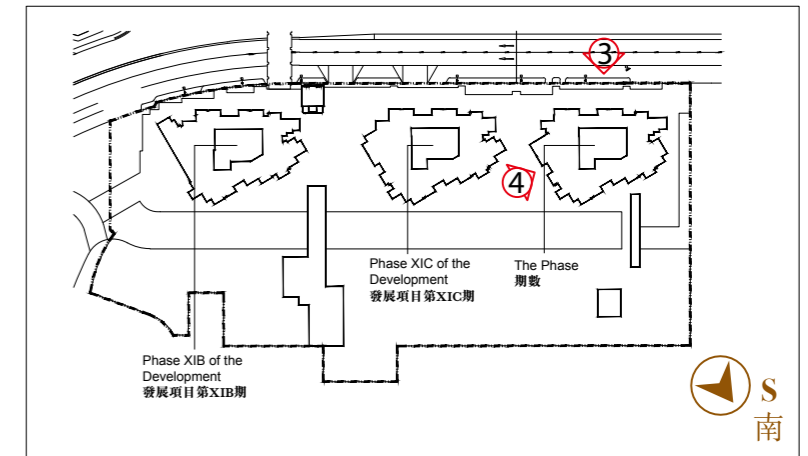 3
4
Phase XIC of the
Development
發展項目第XIC期
The Phase
期數
Phase XIB of the
Development
發展項目第XIB期
S
南